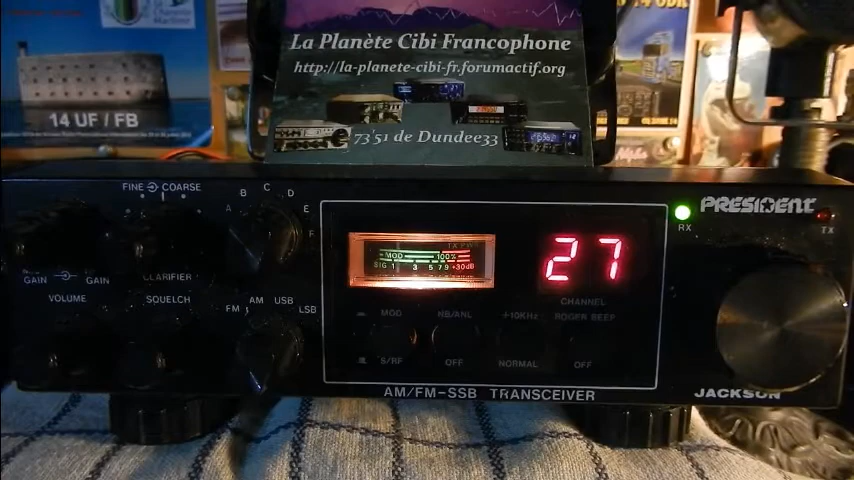 La Planète Cibi Francophone
http://la-planete-cibi-fr.forumactif.org
14 UF / FB
73'51 de Dundee33
FINE COARSE
A B C D E F
GAIN GAIN
CLARIFIER
VOLUME SQUELCH
FM AM USB LSB
TX PWR
MOD 100%
SIG 1 3 5 7 9 +30dB
27
CHANNEL
MOD NB/ANL +10KHz ROGER BEEP
S/RF OFF NORMAL OFF
RX PRESIDENT TX
AM/FM-SSB TRANSCEIVER
JACKSON